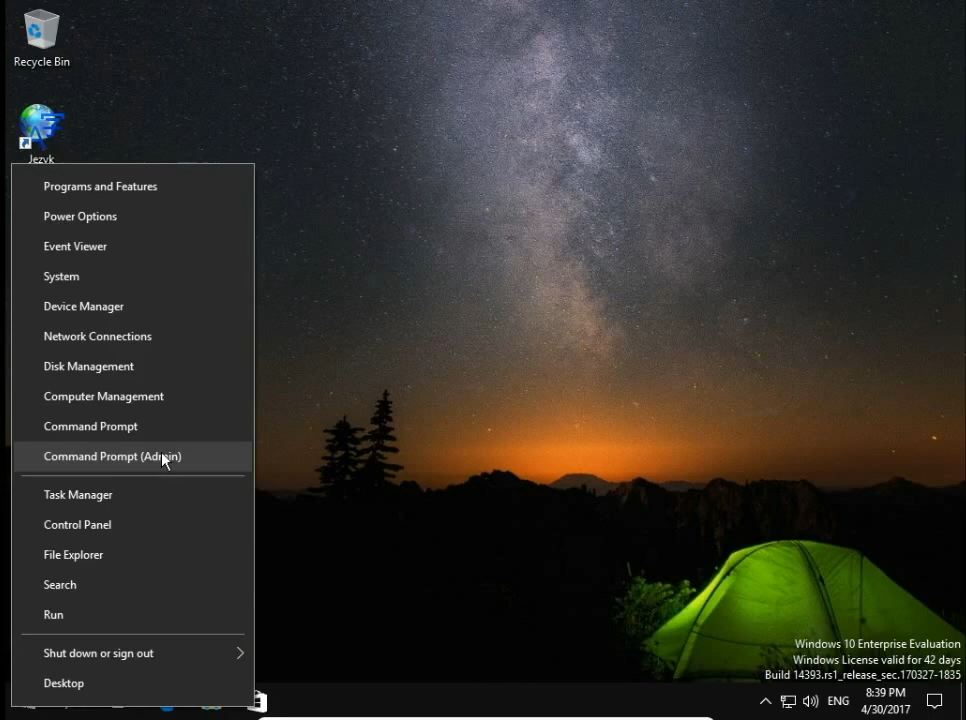 Recycle Bin
Język
Programs and Features
Power Options
Event Viewer
System
Device Manager
Network Connections
Disk Management
Computer Management
Command Prompt
Command Prompt (Admin)
Task Manager
Control Panel
File Explorer
Search
Run
Shut down or sign out
Desktop
Windows 10 Enterprise Evaluation
Windows License valid for 42 days
Build 14393.rs1_release_sec.170327-1835
ENG
8:39 PM
4/30/2017